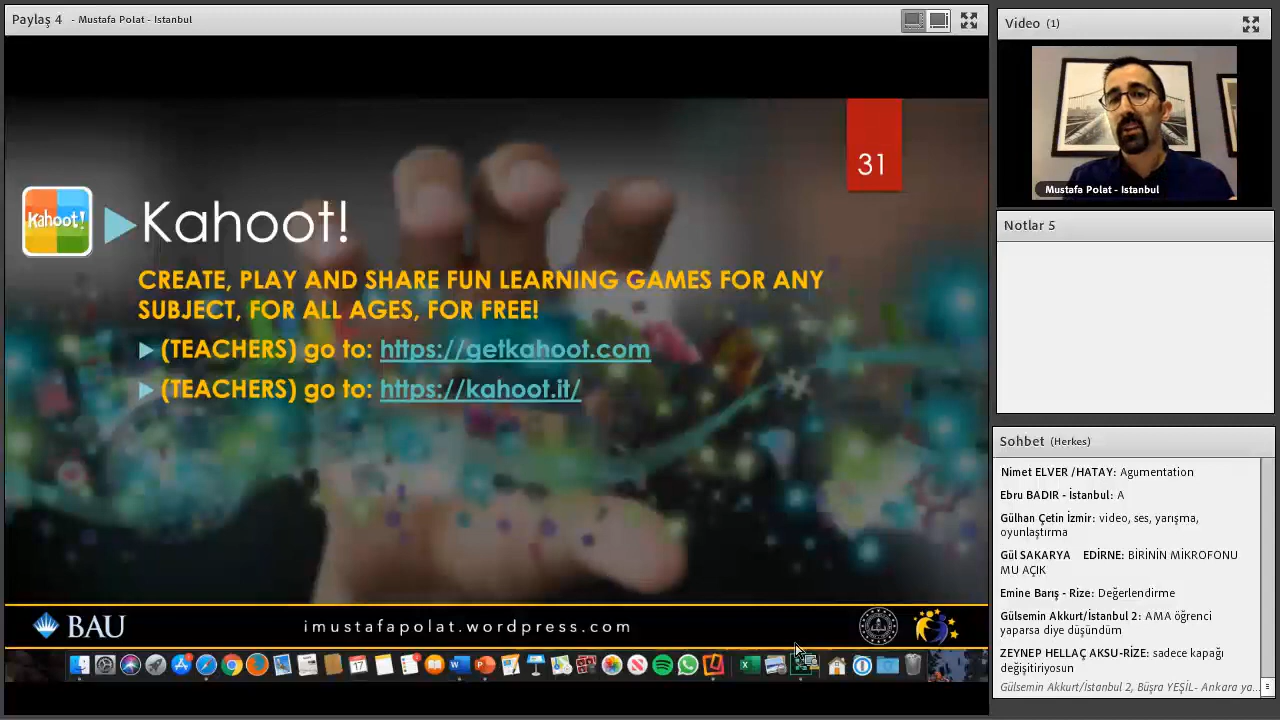 Paylaş 4 - Mustafa Polat - Istanbul
31
Kahoot!
Kahoot!
CREATE, PLAY AND SHARE FUN LEARNING GAMES FOR ANY
SUBJECT, FOR ALL AGES, FOR FREE!
(TEACHERS) go to: https://getkahoot.com
(TEACHERS) go to: https://kahoot.it/
BAU
imustafapolat.wordpress.com
17
Video (1)
Mustafa Polat - Istanbul
Notlar 5
Sohbet (Herkes)
Nimet ELVER /HATAY: Agumentation
Ebru BADIR - İstanbul: A
Gülhan Çetin İzmir: video, ses, yarışma,
oyunlaştırma
Gül SAKARYA EDİRNE: BİRİNİN MİKROFONU
MU AÇIK
Emine Barış - Rize: Değerlendirme
Gülsemin Akkurt/İstanbul 2: AMA öğrenci
yaparsa diye düşündüm
ZEYNEP HELLAÇ AKSU-RİZE: sadece kapağı
değişitiriyosun
Gülsemin Akkurt/İstanbul 2, Büşra YEŞİL- Ankara ya...